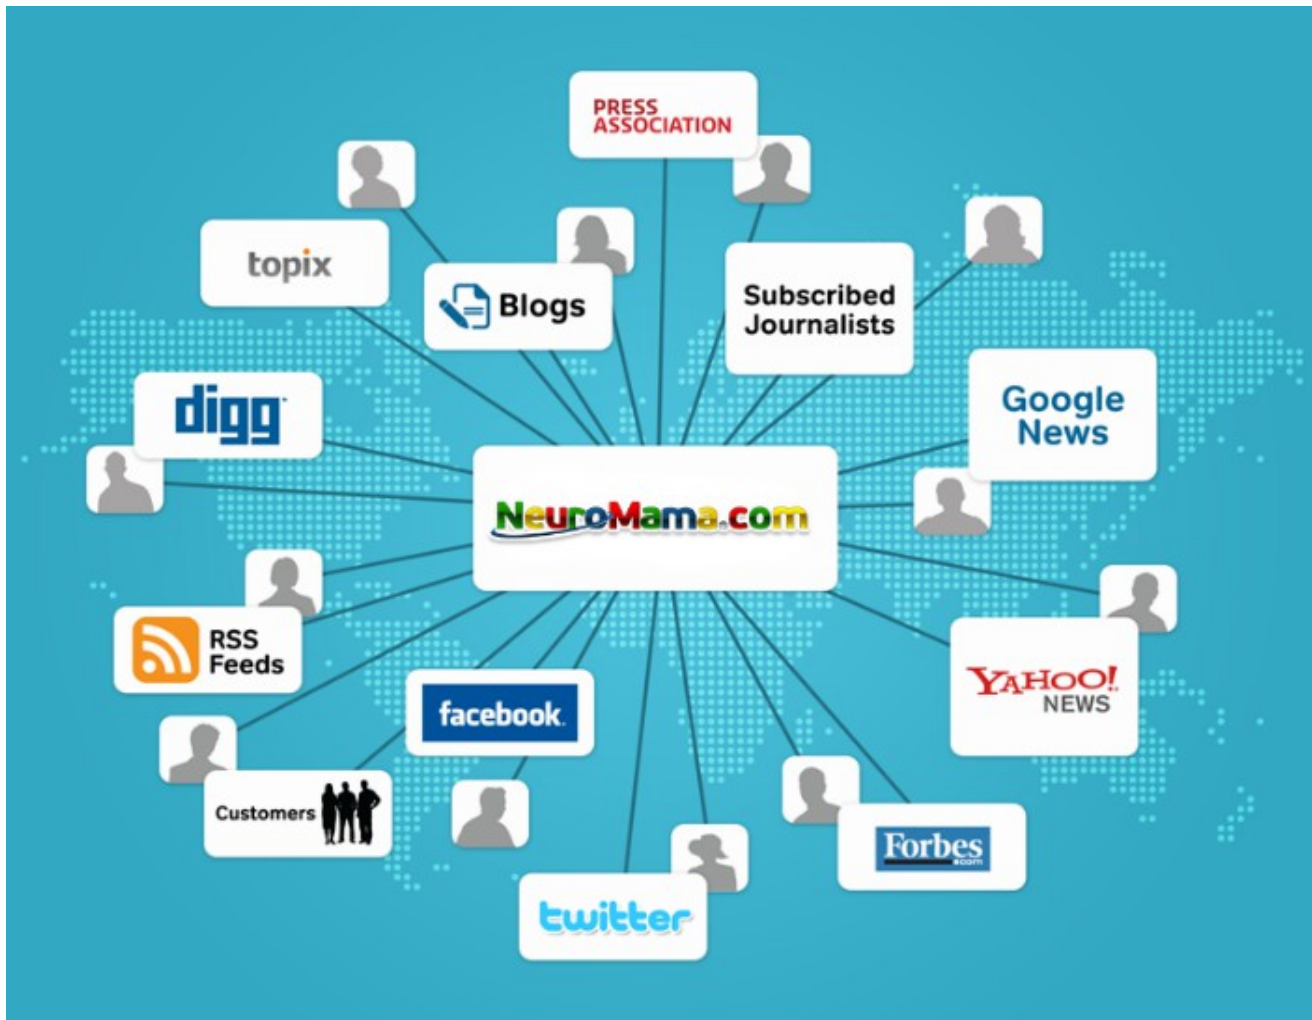 PRESS
ASSOCIATION
topix
Blogs
Subscribed
Journalists
digg
Google
News
NeuroMama.com
RSS
Feeds
facebook.
YAHOO!
NEWS
Customers
Forbes
.com
twitter